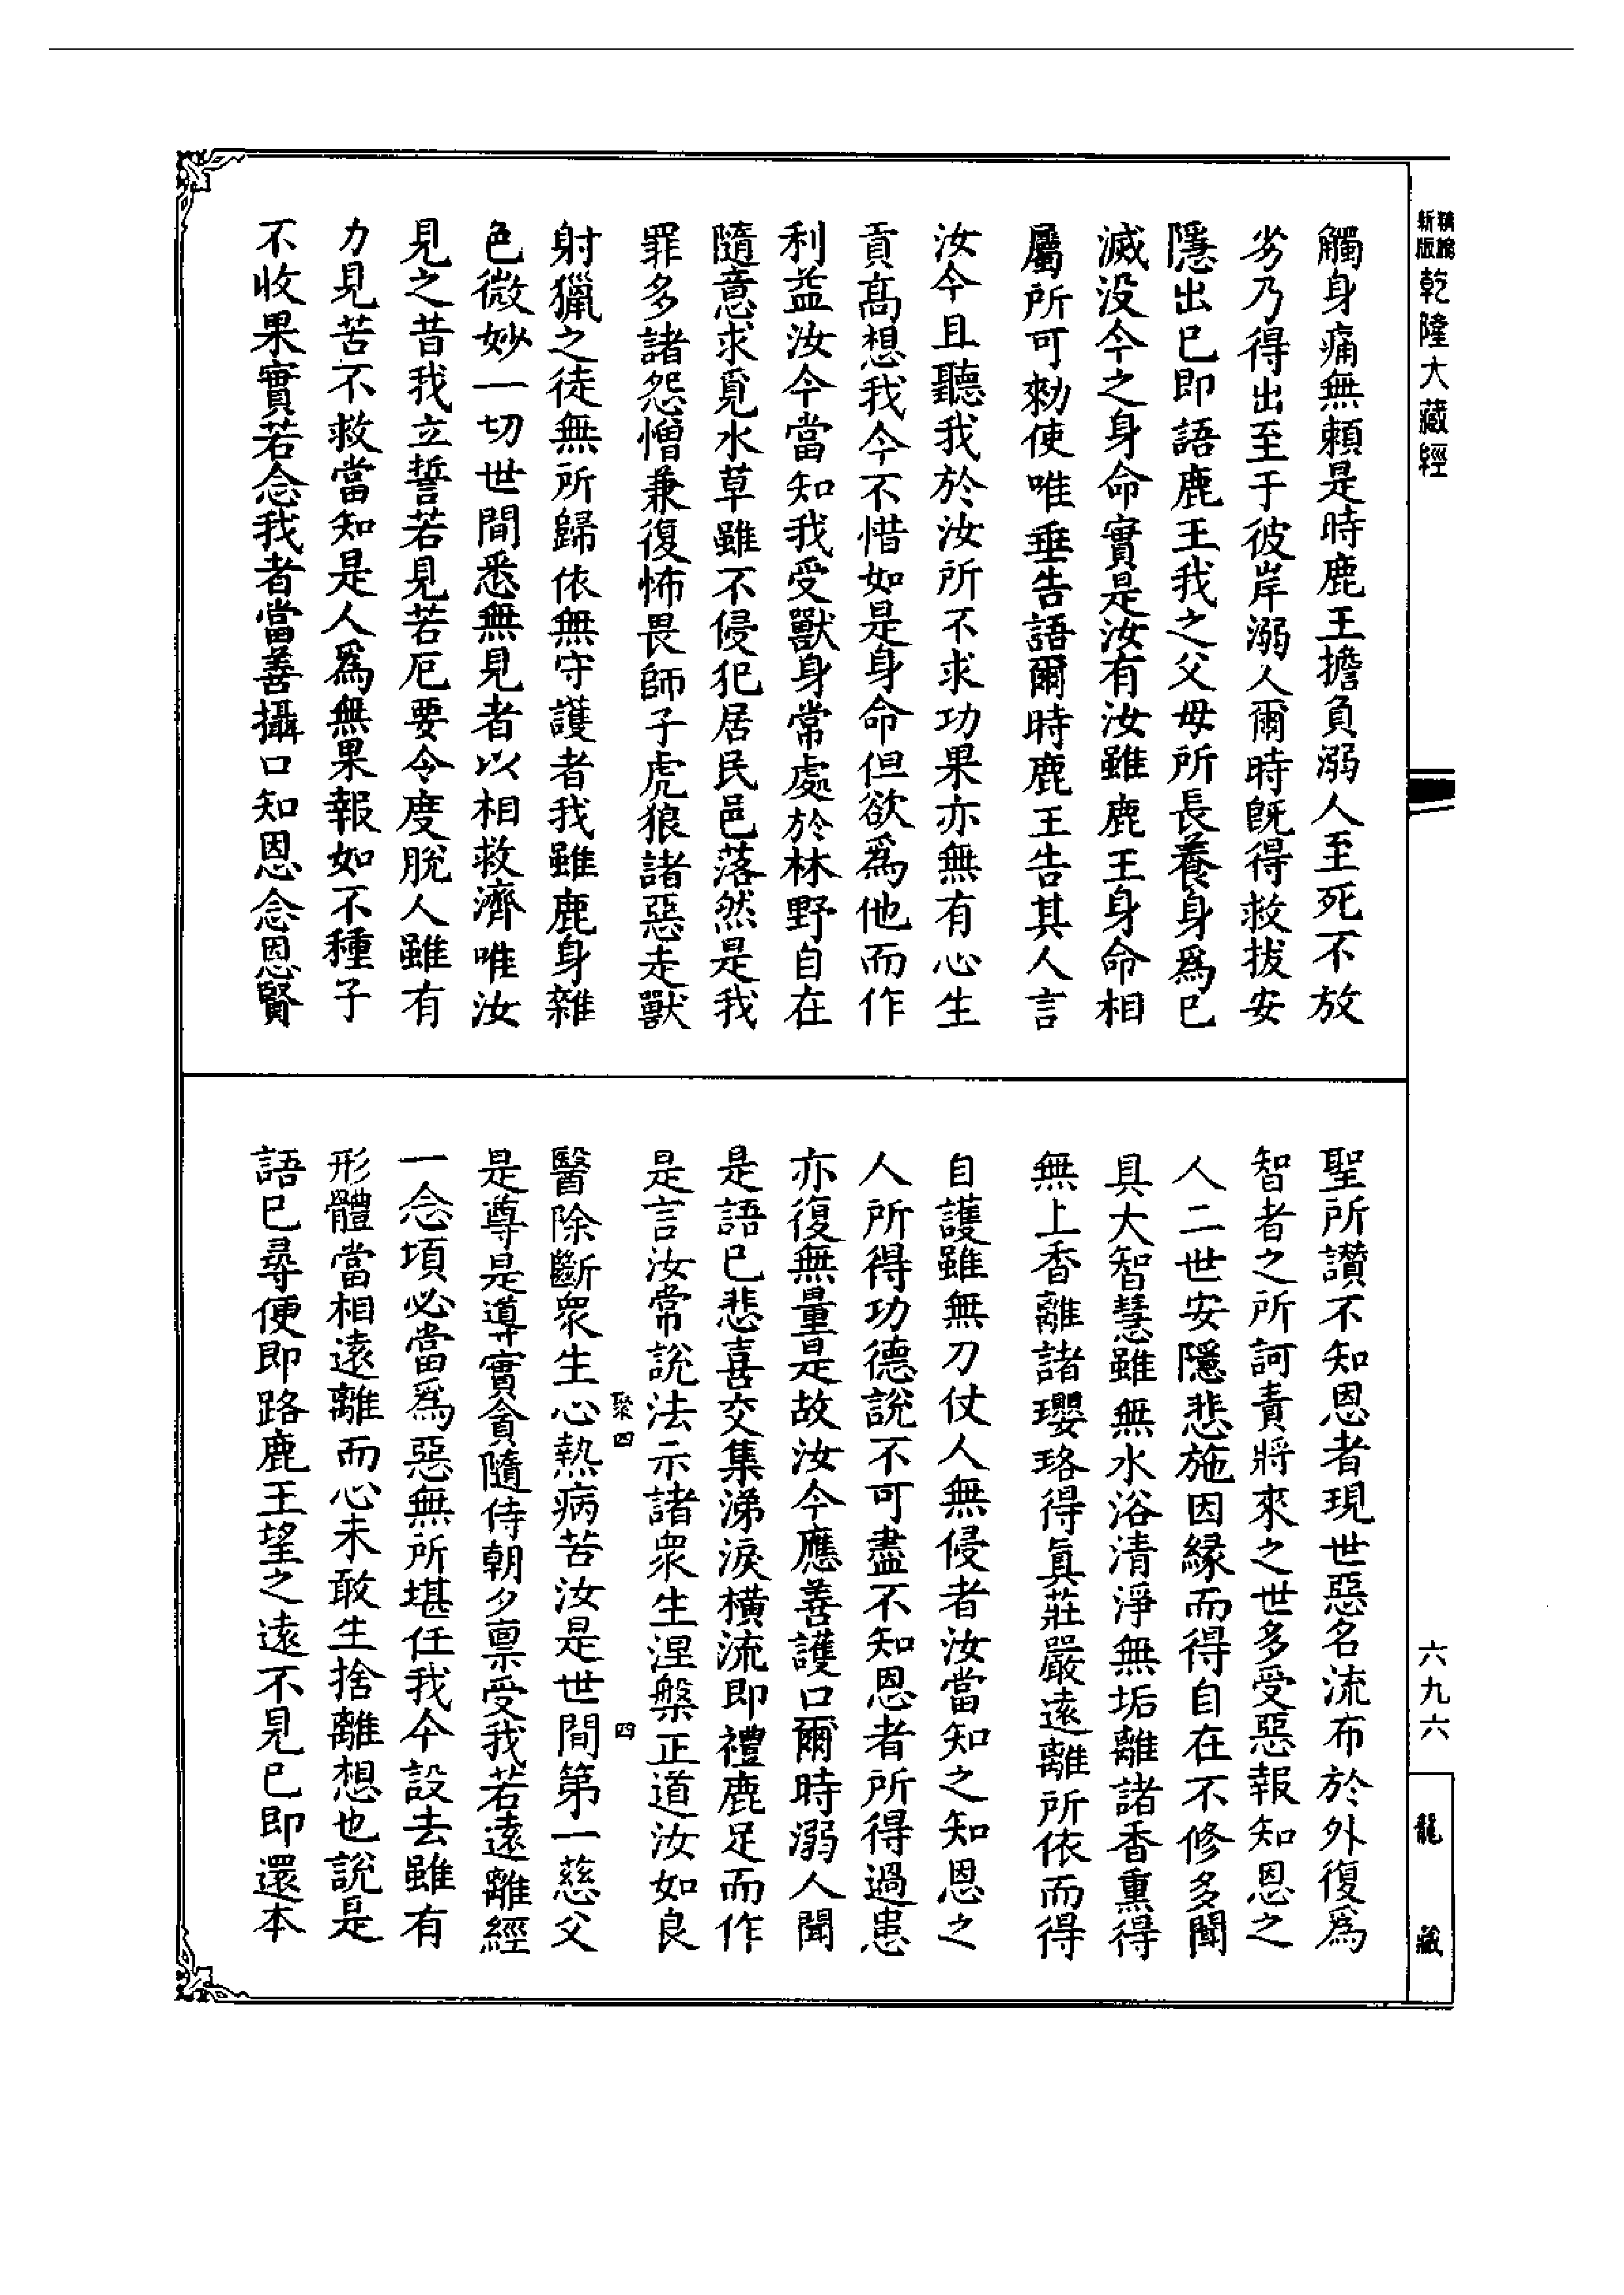 精縮
新版
乾隆大藏經
觸身痛無賴是時鹿王擔負溺人至死不放
劣乃得出至于彼岸溺人爾時旣得救拔安
隱出已即語鹿王我之父母所長養身爲已
滅没今之身命實是汝有汝雖鹿王身命相
屬所可勑使唯垂告語爾時鹿王告其人言
汝今且聽我於汝所不求功果亦無有心生
貢高想我今不惜如是身命但欲爲他而作
利益汝今當知我受獸身常處於林野自在
隨意求覓水草雖不侵犯居民邑落然是我
罪多諸怨憎兼復怖畏師子虎狼諸惡走獸
射獵之徒無所歸依無守護者我雖鹿身雜
色微妙一切世間悉無見者以相救濟唯汝
見之昔我立誓若見若厄要令度脫人雖有
力見苦不救當知是人爲無果報如不種子
不收果實若念我者當善攝口知恩念恩賢
聖所讃不知恩者現世惡名流布於外復爲
智者之所訶責將來之世多受惡報知恩之
人二世安隱悲施因緣而得自在不修多聞
具大智慧雖無水浴清淨無垢離諸香熏得
無上香離諸瓔珞得眞莊嚴遠離所依而得
自護雖無刀仗人無侵者汝當知之知恩之
人所得功德說不可盡不知恩者所得過患
亦復無量是故汝今應善護口爾時溺人聞
是語已悲喜交集涕淚橫流即禮鹿足而作
是言汝常說法示諸衆生涅槃正道汝如良
聚四
四
醫除斷衆生心熱病苦汝是世間第一慈父
是尊是導實貪隨侍朝夕禀受我若遠離經
一念頃必當爲惡無所堪任我今設去雖有
形體當相遠離而心未敢生捨離想也說是
語已尋便即路鹿王望之遠不見已即還本
六九六
龍藏